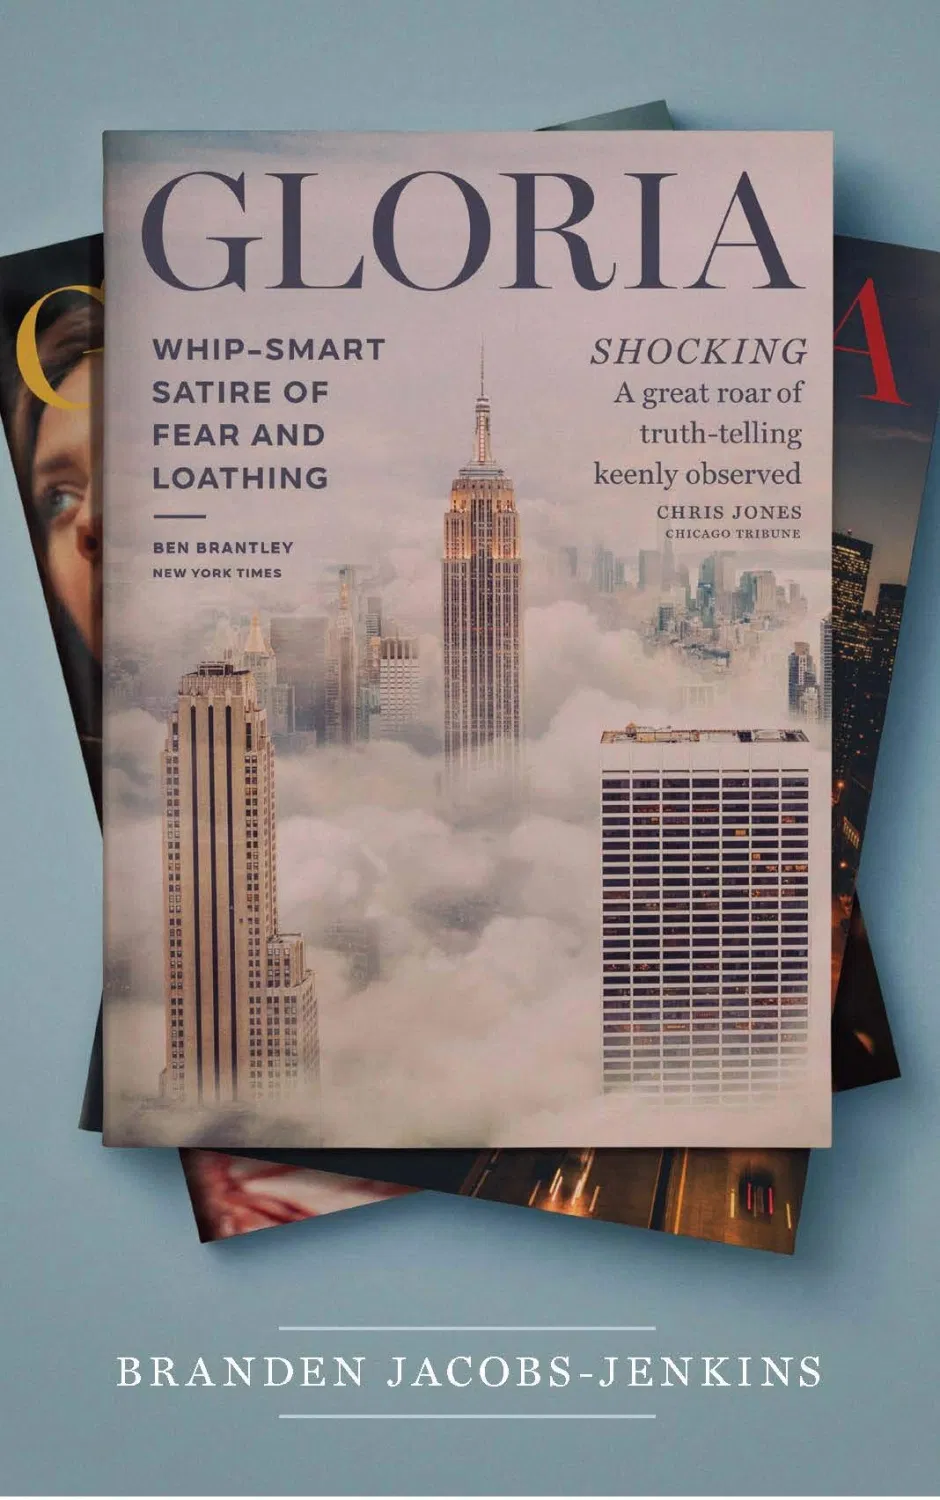 GLORIA
WHIP-SMART
SATIRE OF
FEAR AND
LOATHING
BEN BRANTLEY
NEW YORK TIMES
SHOCKING
A great roar of
truth-telling
keenly observed
CHRIS JONES
CHICAGO TRIBUNE
G
A
BRANDEN JACOBS-JENKINS